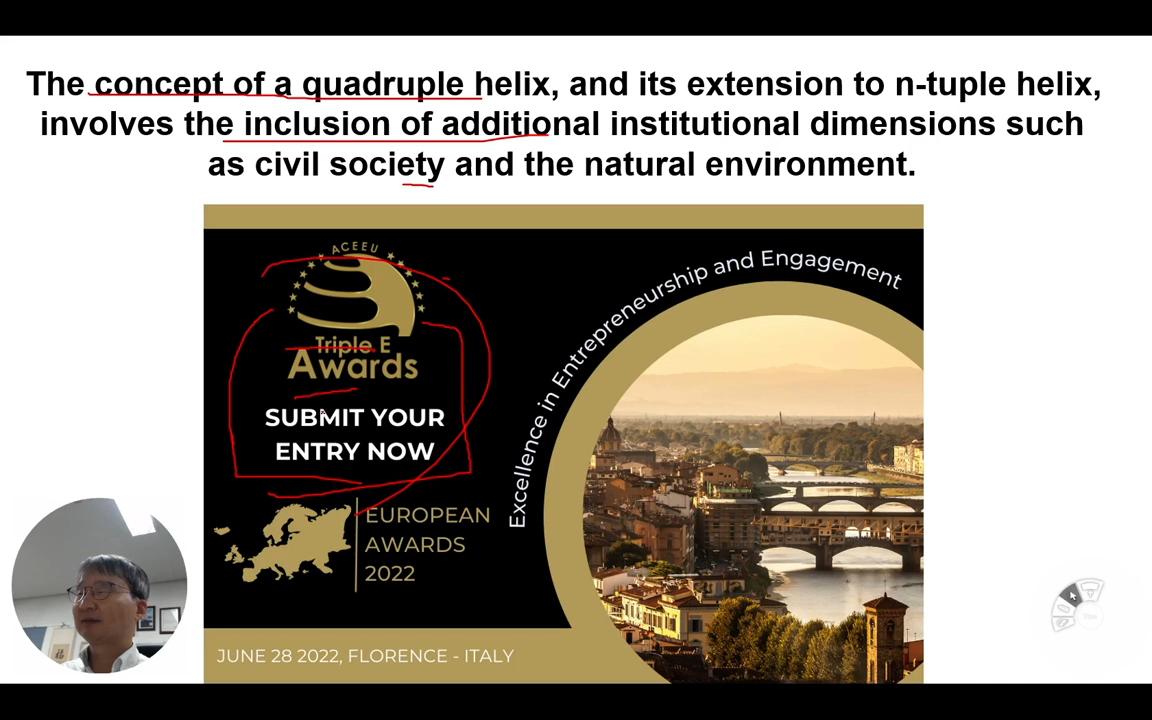 The concept of a quadruple helix, and its extension to n-tuple helix,
involves the inclusion of additional institutional dimensions such
as civil society and the natural environment.
ACEEU
Triple E
Awards
SUBMIT YOUR
ENTRY NOW
EUROPEAN
AWARDS
2022
JUNE 28 2022, FLORENCE - ITALY
Excellence in Entrepreneurship and Engagement
福